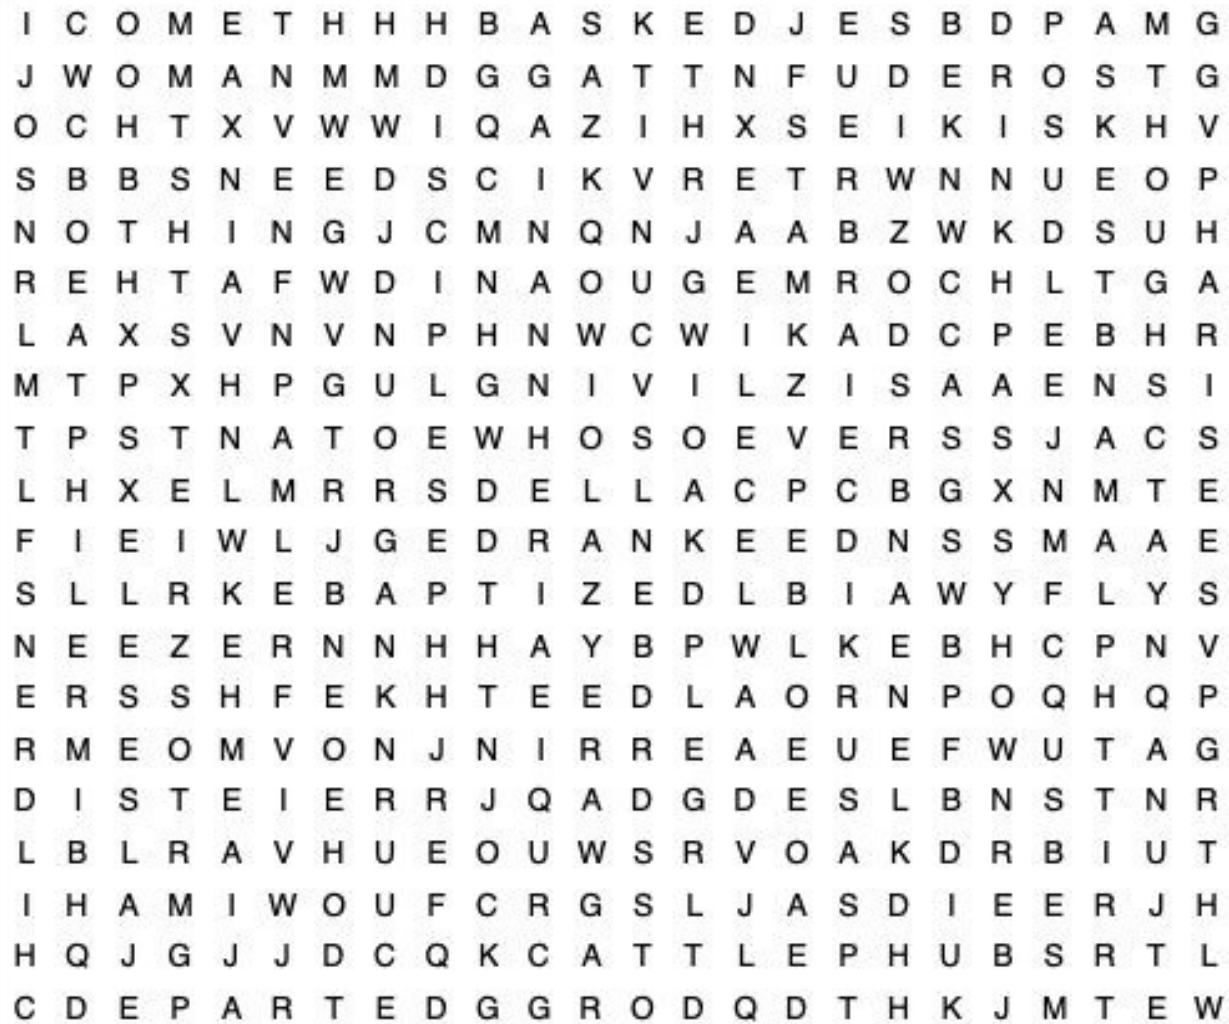 I C O M E T H H H B A S K E D J E S B D P A M G
J W O M A N M M D G G A T T N F U D E R O S T G
O C H T X V W W I Q A Z I H X S E I K I S K H V
S B B S N E E D S C I K V R E T R W N N U E O P
N O T H I N G J C M N Q N J A A B Z W K D S U H
R E H T A F W D I N A O U G E M R O C H L T G A
L A X S V N V N P H N W C W I K A D C P E B H R
M T P X H P G U L G N I V I L Z I S A A E N S I
T P S T N A T O E W H O S O E V E R S S J A C S
L H X E L M R R S D E L L A C P C B G X N M T E
F I E I W L J G E D R A N K E E D N S S M A A E
S L L R K E B A P T I Z E D L B I A W Y F L Y S
N E E Z E R N N H H A Y B P W L K E B H C P N V
E R S S H F E K H T E E D L A O R N P O Q H Q P
R M E O M V O N J N I R R E A E U E F W U T A G
D I S T E I E R R J Q A D G D E S L B N S T N R
L B L R A V H U E O U W S R V O A K D R B I U T
I H A M I W O U F C R G S L J A S D I E E R J H
H Q J G J J D C Q K C A T T L E P H U B S R T L
C D E P A R T E D G G R O D Q D T H K J M T E W